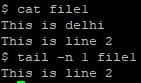 $ cat file1
This is delhi
This is line 2
$ tail -n 1 file1
This is line 2